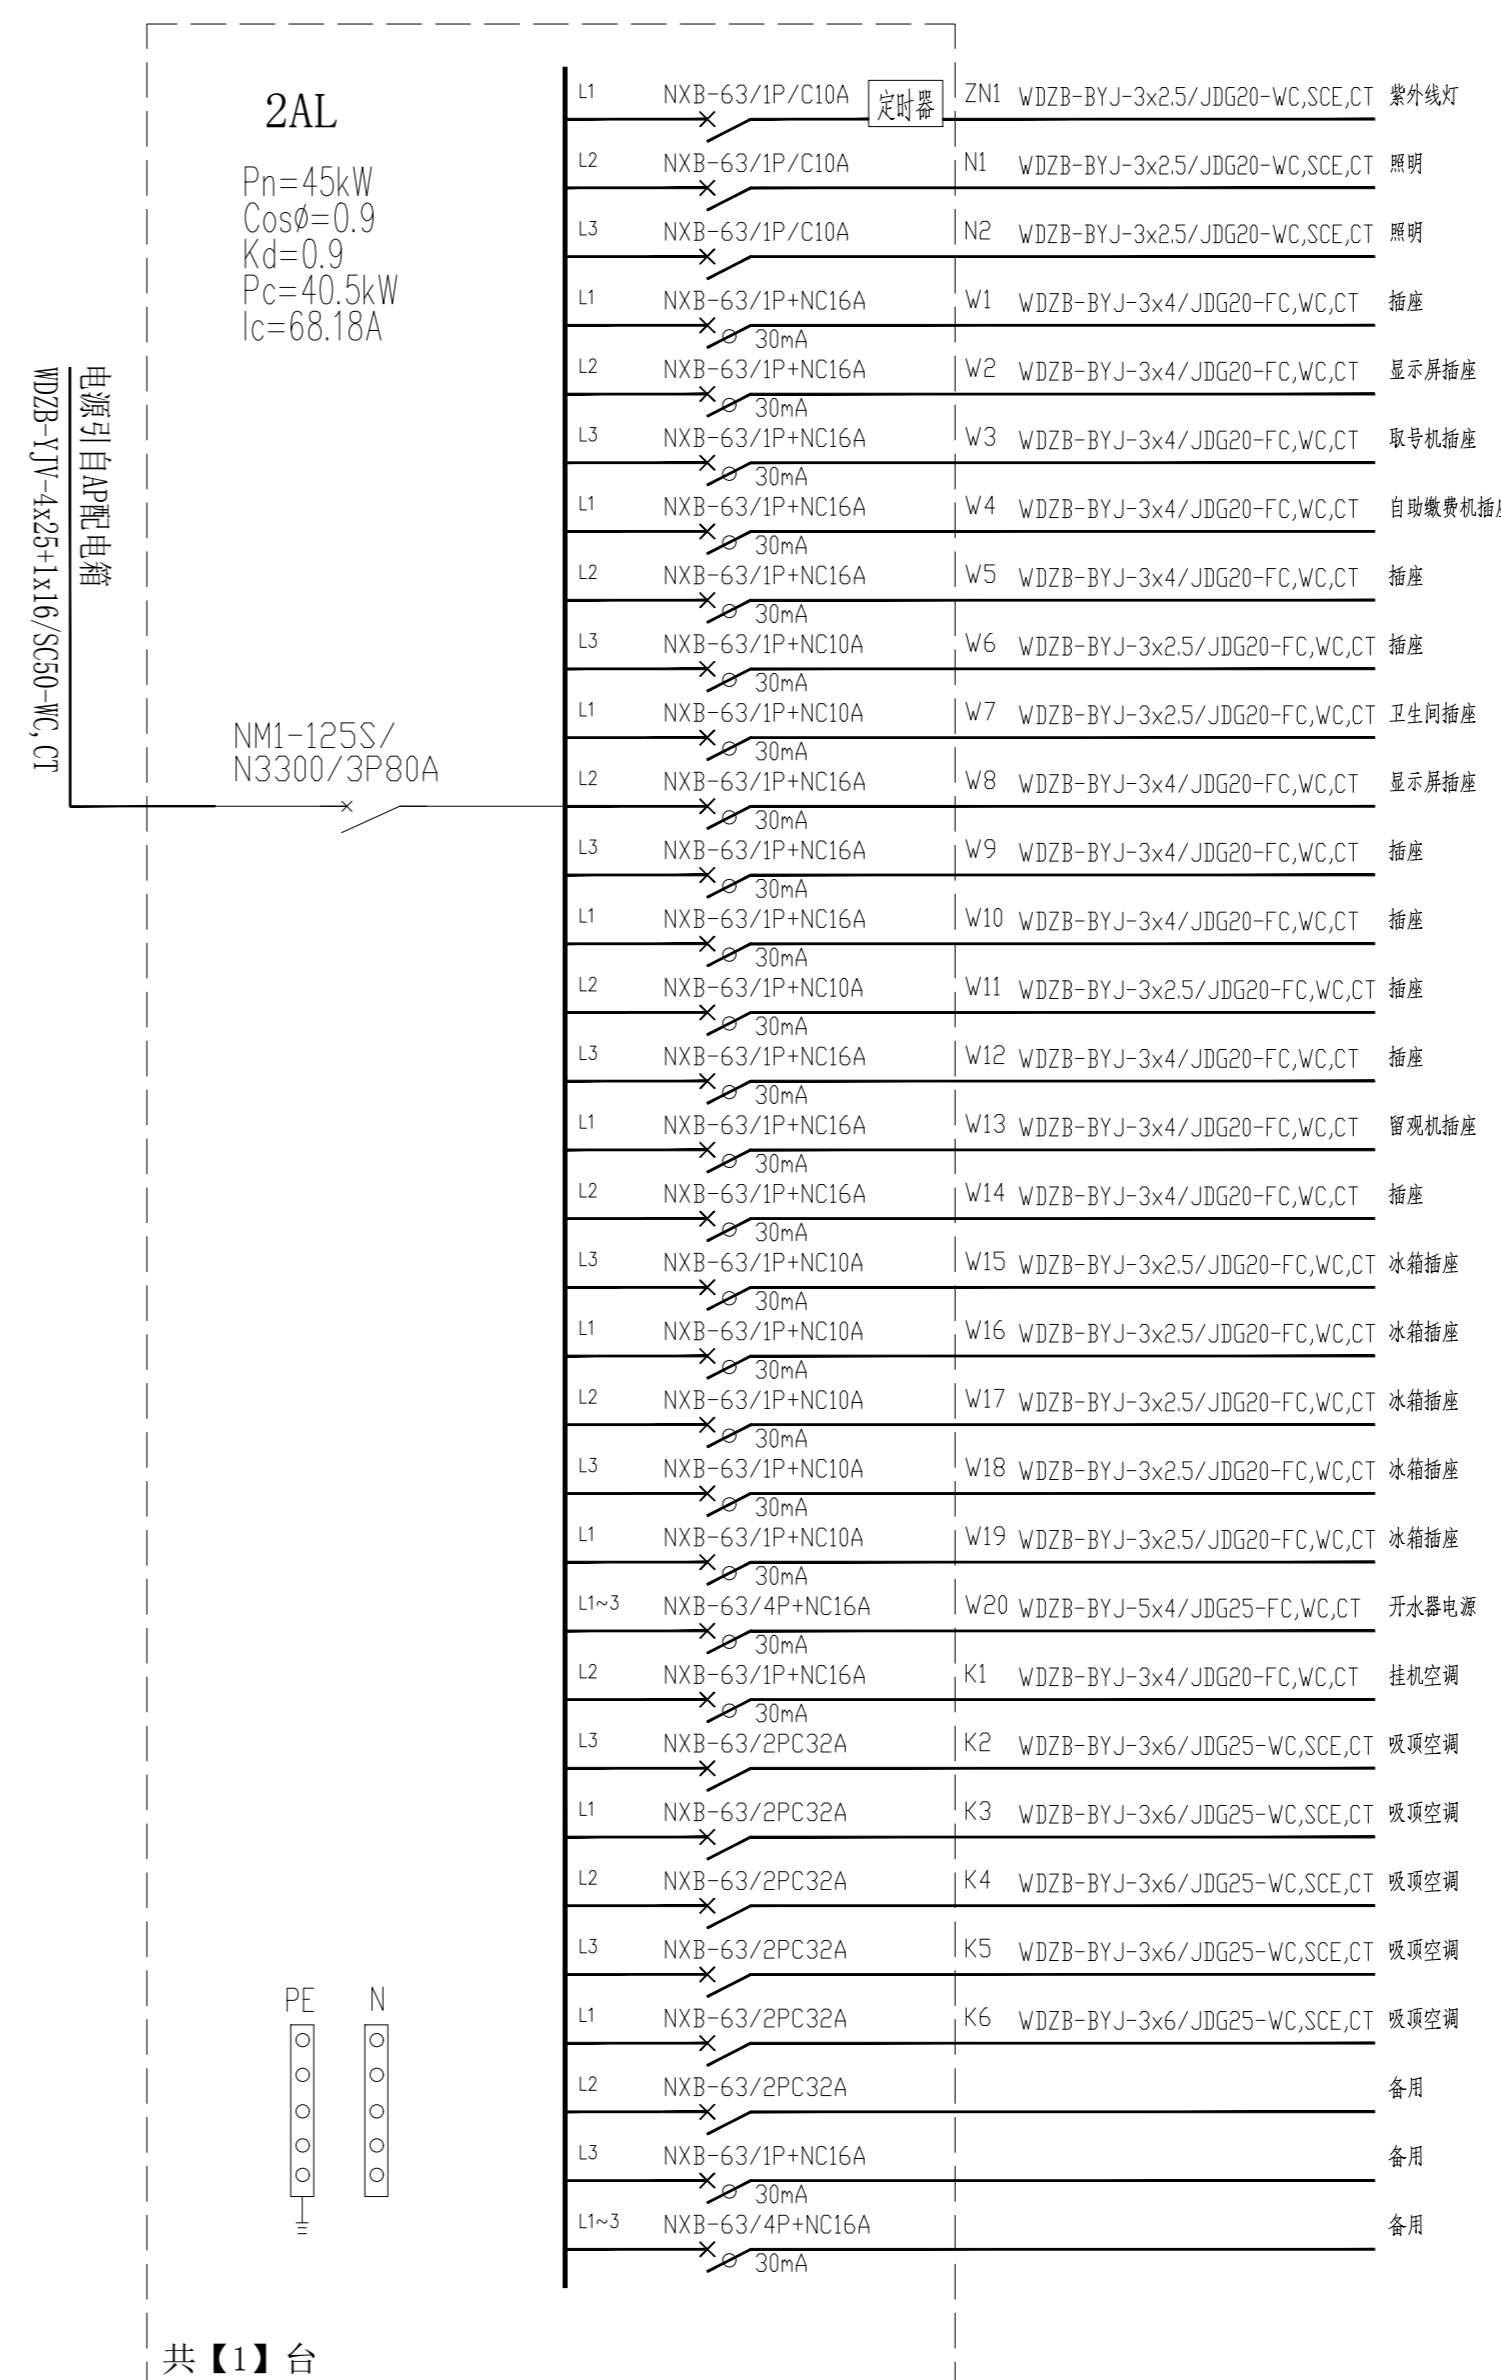 2AL
Pn=45kW
CosØ=0.9
Kd=0.9
Pc=40.5kW
Ic=68.18A
电源引自AP配电箱
WDZB-YJV-4x25+1x16/SC50-WC,CT
NM1-125S/
N3300/3P80A
L1 NXB-63/1P/C10A 定时器 ZN1 WDZB-BYJ-3x2.5/JDG20-WC,SCE,CT 紫外线灯
L2 NXB-63/1P/C10A N1 WDZB-BYJ-3x2.5/JDG20-WC,SCE,CT 照明
L3 NXB-63/1P/C10A N2 WDZB-BYJ-3x2.5/JDG20-WC,SCE,CT 照明
L1 NXB-63/1P+NC16A W1 WDZB-BYJ-3x4/JDG20-FC,WC,CT 插座
30mA
L2 NXB-63/1P+NC16A W2 WDZB-BYJ-3x4/JDG20-FC,WC,CT 显示屏插座
30mA
L3 NXB-63/1P+NC16A W3 WDZB-BYJ-3x4/JDG20-FC,WC,CT 取号机插座
30mA
L1 NXB-63/1P+NC16A W4 WDZB-BYJ-3x4/JDG20-FC,WC,CT 自助缴费机插
30mA
L2 NXB-63/1P+NC16A W5 WDZB-BYJ-3x4/JDG20-FC,WC,CT 插座
30mA
L3 NXB-63/1P+NC10A W6 WDZB-BYJ-3x2.5/JDG20-FC,WC,CT 插座
30mA
L1 NXB-63/1P+NC10A W7 WDZB-BYJ-3x2.5/JDG20-FC,WC,CT 卫生间插座
30mA
L2 NXB-63/1P+NC16A W8 WDZB-BYJ-3x4/JDG20-FC,WC,CT 显示屏插座
30mA
L3 NXB-63/1P+NC16A W9 WDZB-BYJ-3x4/JDG20-FC,WC,CT 插座
30mA
L1 NXB-63/1P+NC16A W10 WDZB-BYJ-3x4/JDG20-FC,WC,CT 插座
30mA
L2 NXB-63/1P+NC10A W11 WDZB-BYJ-3x2.5/JDG20-FC,WC,CT 插座
30mA
L3 NXB-63/1P+NC16A W12 WDZB-BYJ-3x4/JDG20-FC,WC,CT 插座
30mA
L1 NXB-63/1P+NC16A W13 WDZB-BYJ-3x4/JDG20-FC,WC,CT 留观机插座
30mA
L2 NXB-63/1P+NC16A W14 WDZB-BYJ-3x4/JDG20-FC,WC,CT 插座
30mA
L3 NXB-63/1P+NC10A W15 WDZB-BYJ-3x2.5/JDG20-FC,WC,CT 冰箱插座
30mA
L1 NXB-63/1P+NC10A W16 WDZB-BYJ-3x2.5/JDG20-FC,WC,CT 冰箱插座
30mA
L2 NXB-63/1P+NC10A W17 WDZB-BYJ-3x2.5/JDG20-FC,WC,CT 冰箱插座
30mA
L3 NXB-63/1P+NC10A W18 WDZB-BYJ-3x2.5/JDG20-FC,WC,CT 冰箱插座
30mA
L1 NXB-63/1P+NC10A W19 WDZB-BYJ-3x2.5/JDG20-FC,WC,CT 冰箱插座
30mA
L1~3 NXB-63/4P+NC16A W20 WDZB-BYJ-5x4/JDG25-FC,WC,CT 开水器电源
30mA
L2 NXB-63/1P+NC16A K1 WDZB-BYJ-3x4/JDG20-FC,WC,CT 挂机空调
30mA
L3 NXB-63/2PC32A K2 WDZB-BYJ-3x6/JDG25-WC,SCE,CT 吸顶空调
L1 NXB-63/2PC32A K3 WDZB-BYJ-3x6/JDG25-WC,SCE,CT 吸顶空调
L2 NXB-63/2PC32A K4 WDZB-BYJ-3x6/JDG25-WC,SCE,CT 吸顶空调
L3 NXB-63/2PC32A K5 WDZB-BYJ-3x6/JDG25-WC,SCE,CT 吸顶空调
L1 NXB-63/2PC32A K6 WDZB-BYJ-3x6/JDG25-WC,SCE,CT 吸顶空调
L2 NXB-63/2PC32A 备用
L3 NXB-63/1P+NC16A 备用
30mA
L1~3 NXB-63/4P+NC16A 备用
30mA
PE N
共【1】台